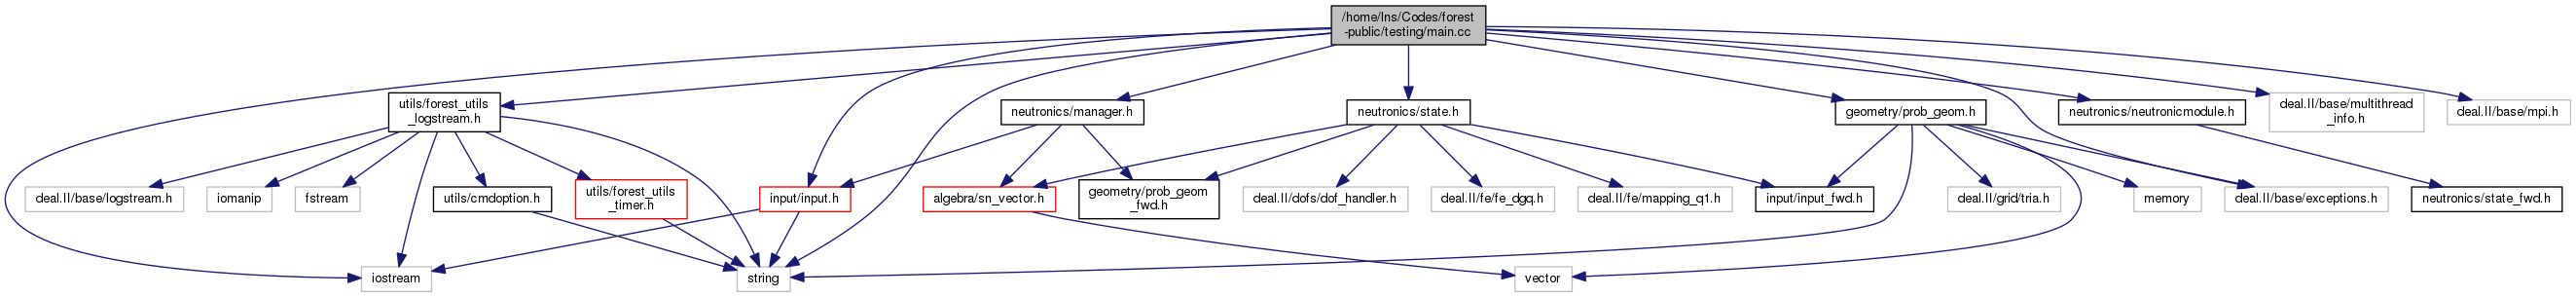 /home/lns/Codes/forest
-public/testing/main.cc
utils/forest_utils
_logstream.h
neutronics/manager.h
neutronics/state.h
geometry/prob_geom.h
neutronics/neutronicmodule.h
deal.II/base/multithread
_info.h
deal.II/base/mpi.h
deal.II/base/logstream.h
iomanip
fstream
utils/cmdoption.h
utils/forest_utils
_timer.h
input/input.h
algebra/sn_vector.h
geometry/prob_geom
_fwd.h
deal.II/dofs/dof_handler.h
deal.II/fe/fe_dgq.h
deal.II/fe/mapping_q1.h
input/input_fwd.h
deal.II/grid/tria.h
memory
deal.II/base/exceptions.h
neutronics/state_fwd.h
iostream
string
vector